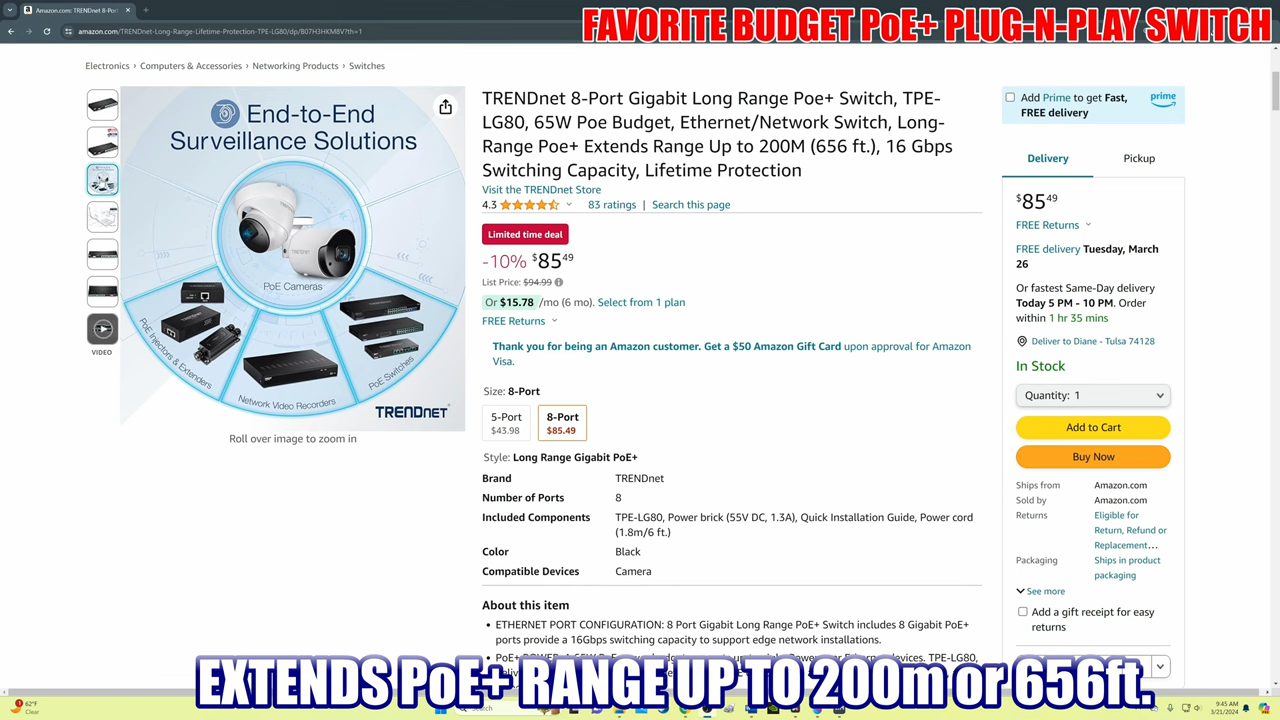 Amazon.com: TRENDnet 8-Port
FAVORITE BUDGET PoE+ PLUG-N-PLAY SWITCH
amazon.com/TRENDnet-Long-Range-Lifetime-Protection-TPE-LG80/dp/B07H3HKM8V?th=1
Electronics › Computers & Accessories › Networking Products › Switches
End-to-End
Surveillance Solutions
TRENDnet
PoE Cameras
PoE Injectors & Extenders
Network Video Recorders
PoE Switches
TRENDnet
VIDEO
Roll over image to zoom in
TRENDnet 8-Port Gigabit Long Range Poe+ Switch, TPE-
LG80, 65W Poe Budget, Ethernet/Network Switch, Long-
Range Poe+ Extends Range Up to 200M (656 ft.), 16 Gbps
Switching Capacity, Lifetime Protection
Visit the TRENDnet Store
4.3 83 ratings | Search this page
Limited time deal
-10% $85 49
List Price: $94.99
Or $15.78 /mo (6 mo). Select from 1 plan
FREE Returns
Thank you for being an Amazon customer. Get a $50 Amazon Gift Card upon approval for Amazon
Visa.
Size: 8-Port
5-Port 8-Port
$43.98 $85.49
Style: Long Range Gigabit PoE+
Brand TRENDnet
Number of Ports 8
Included Components TPE-LG80, Power brick (55V DC, 1.3A), Quick Installation Guide, Power cord
(1.8m/6 ft.)
Color Black
Compatible Devices Camera
About this item
• ETHERNET PORT CONFIGURATION: 8 Port Gigabit Long Range PoE+ Switch includes 8 Gigabit PoE+
ports provide a 16Gbps switching capacity to support edge network installations.
Add Prime to get Fast,
FREE delivery
prime
Delivery Pickup
$85 49
FREE Returns
FREE delivery Tuesday, March
26
Or fastest Same-Day delivery
Today 5 PM - 10 PM. Order
within 1 hr 35 mins
Deliver to Diane - Tulsa 74128
In Stock
Quantity: 1
Add to Cart
Buy Now
Ships from Amazon.com
Sold by Amazon.com
Returns Eligible for
Return, Refund or
Replacement...
Packaging Ships in product
packaging
See more
Add a gift receipt for easy
returns
EXTENDS PoE+ RANGE UP TO 200m or 656ft.
62°F
Clear
Search
9:45 AM
3/21/2024